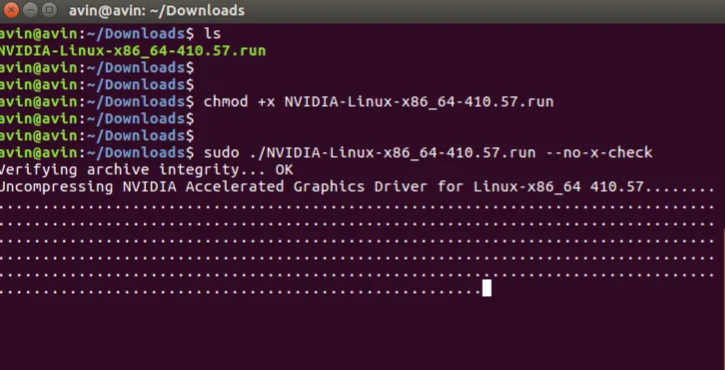 avin@avin: ~/Downloads
avin@avin:~/Downloads$ ls
NVIDIA-Linux-x86_64-410.57.run
avin@avin:~/Downloads$
avin@avin:~/Downloads$
avin@avin:~/Downloads$ chmod +x NVIDIA-Linux-x86_64-410.57.run
avin@avin:~/Downloads$
avin@avin:~/Downloads$
avin@avin:~/Downloads$ sudo ./NVIDIA-Linux-x86_64-410.57.run --no-x-check
Verifying archive integrity... OK
Uncompressing NVIDIA Accelerated Graphics Driver for Linux-x86_64 410.57........
................................................................................
................................................................................
................................................................................
................................................................................
................................................................................
......................................................